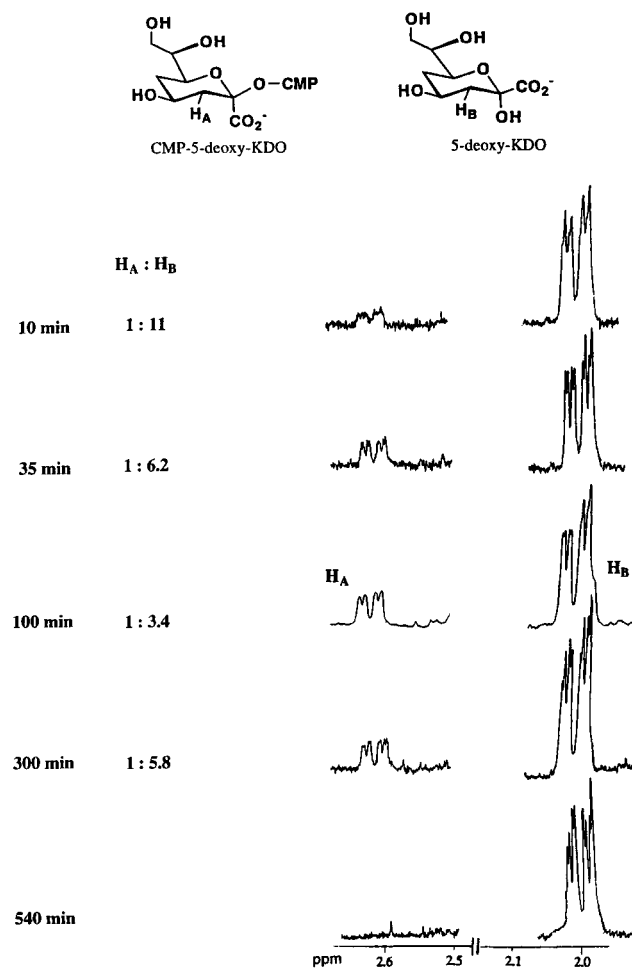 OH
OH
O
O–CMP
HO
H_A
CO₂⁻
CMP-5-deoxy-KDO
OH
OH
O
CO₂⁻
HO
H_B
OH
5-deoxy-KDO
H_A : H_B
10 min 1 : 11
35 min 1 : 6.2
H_A H_B
100 min 1 : 3.4
300 min 1 : 5.8
540 min
ppm 2.6 2.5 2.1 2.0